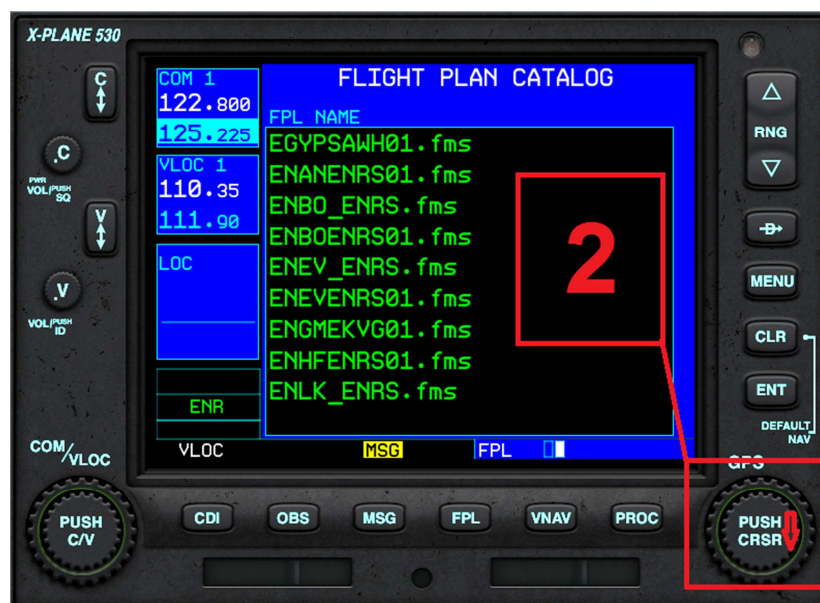 X-PLANE 530
C
.C
PWR
VOL/PUSH
SQ
V
.V
VOL/PUSH
ID
COM/VLOC
PUSH
C/V
COM 1
122.800
125.225
VLOC 1
110.35
111.90
LOC
ENR
VLOC
FLIGHT PLAN CATALOG
FPL NAME
EGYPSAWH01.fms
ENANENRS01.fms
ENBO_ENRS.fms
ENBOENRS01.fms
ENEV_ENRS.fms
ENEVENRS01.fms
ENGMEKVG01.fms
ENHFENRS01.fms
ENLK_ENRS.fms
2
MSG
FPL
RNG
D
MENU
CLR
ENT
DEFAULT
NAV
GPS
PUSH
CRSR
CDI
OBS
MSG
FPL
VNAV
PROC